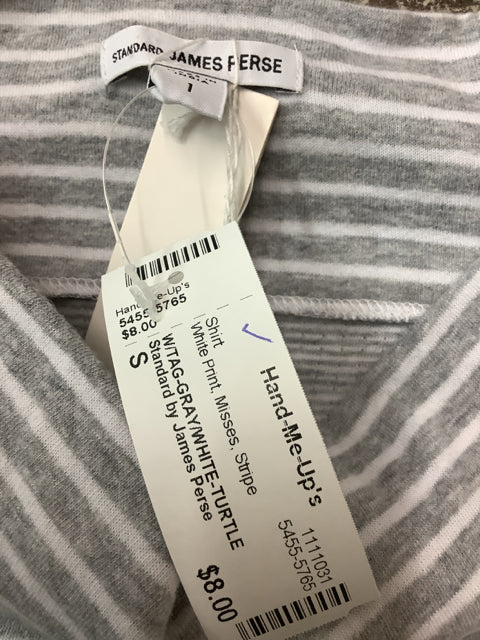 STANDARD JAMES PERSE
1
Hand e-Up's
5455 5765
$8.00
S
Shirt
White Print, Misses, Stripe
W/TAG-GRAY/WHITE-TURTLE
Standard by James Perse
Hand-Me-Up's
1111031
5455-5765
$8.00